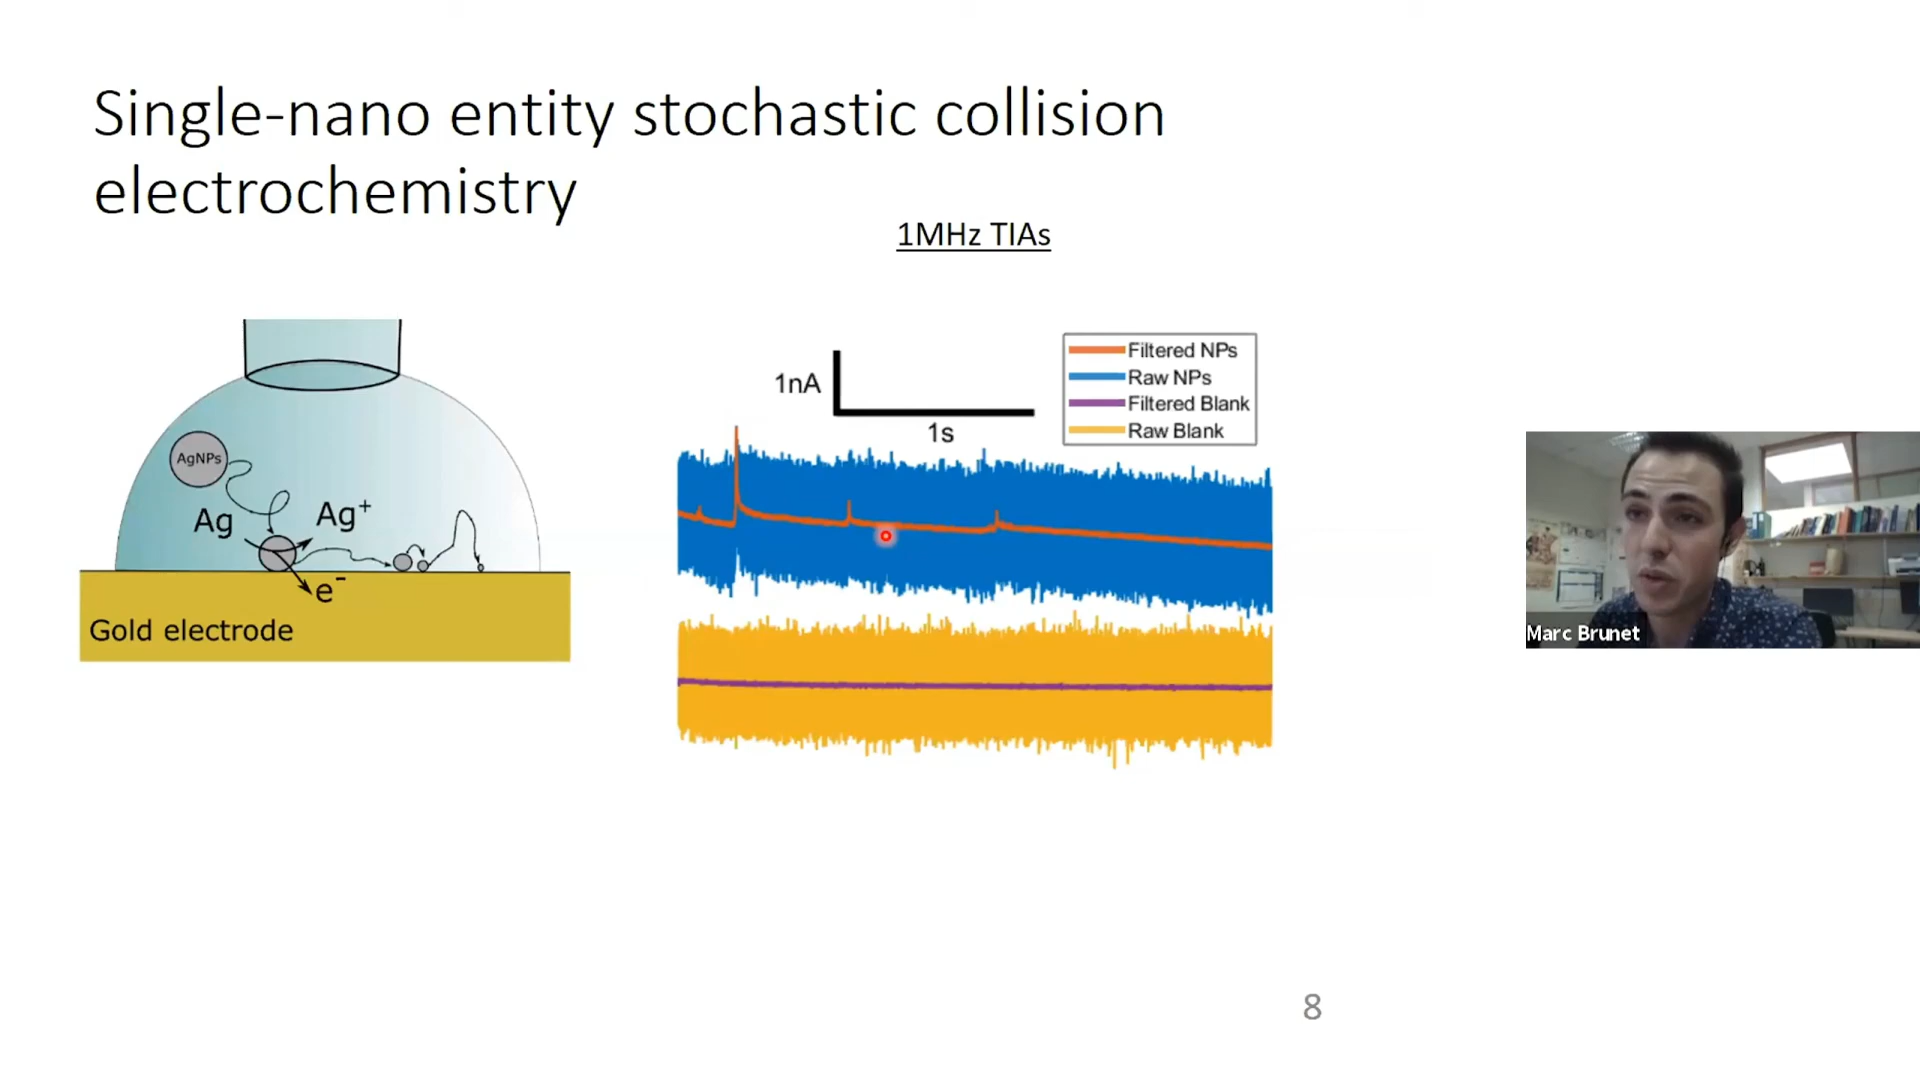 Single-nano entity stochastic collision
electrochemistry
1MHz TIAs
AgNPs
Ag
Ag⁺
e⁻
Gold electrode
1nA
1s
Filtered NPs
Raw NPs
Filtered Blank
Raw Blank
Marc Brunet
8